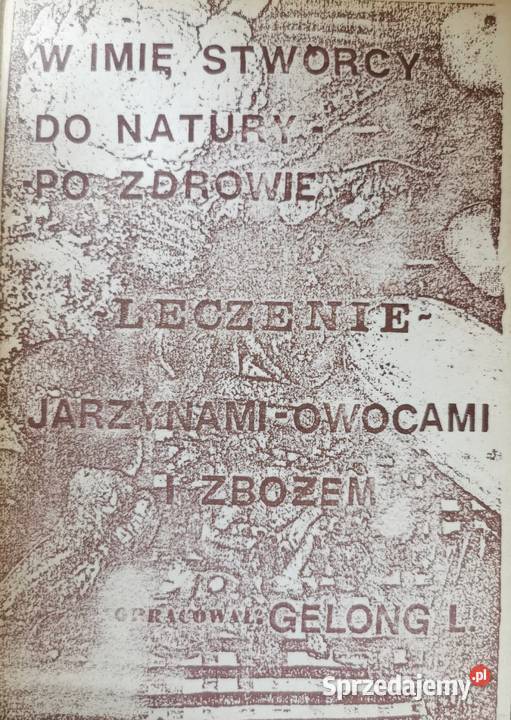 W IMIĘ STWÓRCY
DO NATURY -
PO ZDROWIE
LECZENIE -
JARZYNAMI-OWOCAMI
I ZBOŻEM
OPRACOWAŁ: GELONG L.
Sprzedajemy.pl